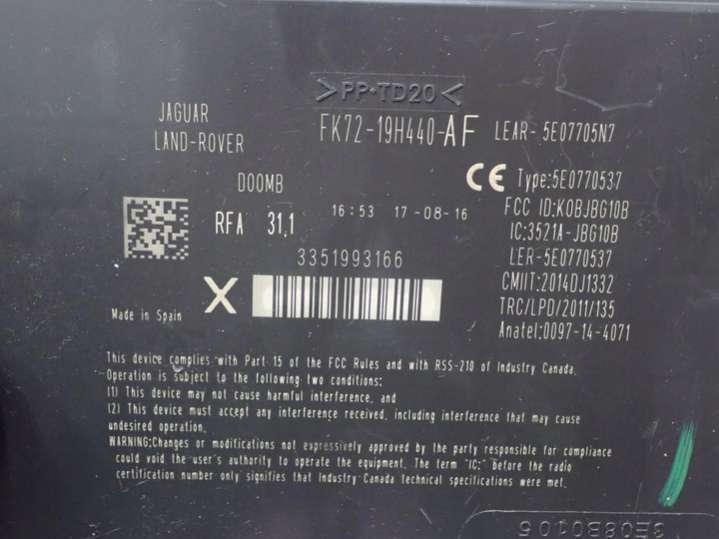 >PP-TD20<
JAGUAR
LAND-ROVER
FK72-19H440-AF
LEAR- 5E07705N7
D00MB
CE Type:5E0770537
RFA 31.1
16:53 17-08-16
FCC ID:KOBJBG10B
IC:3521A-JBG10B
LER-5E0770537
CMIIT:2014DJ1332
TRC/LPD/2011/135
Anatel:0097-14-4071
3351993166
X
Made in Spain
This device complies with Part 15 of the FCC Rules and with RSS-210 of Industry Canada.
Operation is subject to the following two conditions:
(1) This device may not cause harmful interference, and
(2) This device must accept any interference received, including interference that may cause
undesired operation.
WARNING:Changes or modifications not expressively approved by the party responsible for compliance
could void the user's authority to operate the equipment. The term "IC:" before the radio
certification number only signifies that Industry Canada technical specifications were met.
3E0880105